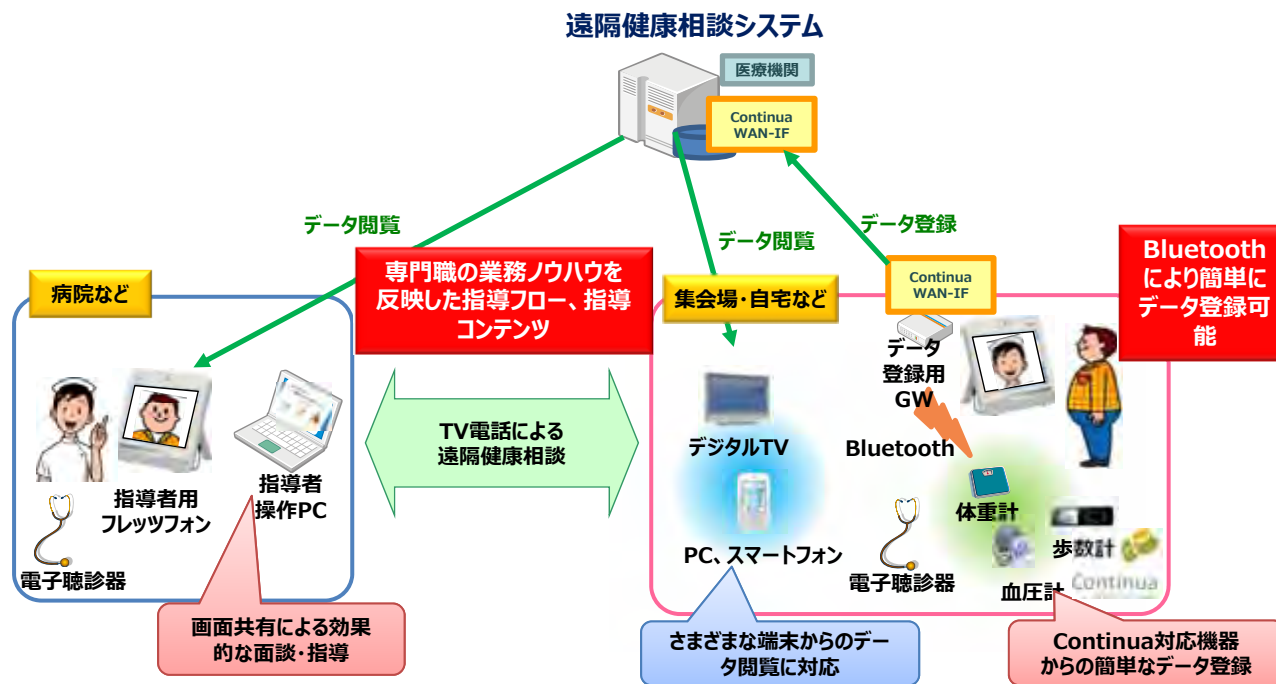 遠隔健康相談システム
医療機関
Continua
WAN-IF
データ閲覧
データ閲覧
データ登録
病院など
専門職の業務ノウハウを
反映した指導フロー、指導
コンテンツ
集会場・自宅など
Continua
WAN-IF
Bluetooth
により簡単に
データ登録可
能
データ
登録用
GW
TV電話による
遠隔健康相談
デジタルTV
Bluetooth
指導者用
フレッツフォン
指導者
操作PC
体重計
電子聴診器
PC、スマートフォン
電子聴診器
歩数計
血圧計
Continua
画面共有による効果
的な面談・指導
さまざまな端末からのデー
タ閲覧に対応
Continua対応機器
からの簡単なデータ登録